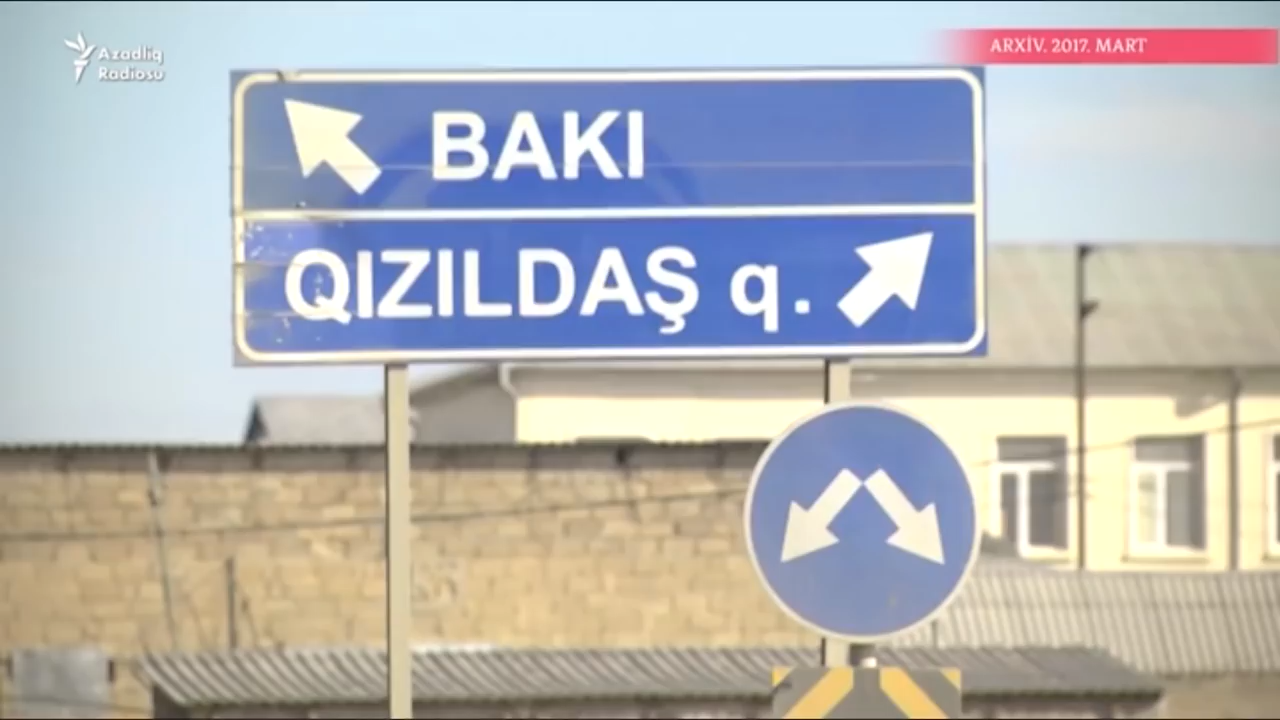 Azadlıq
Radiosu
ARXİV. 2017. MART
BAKI
QIZILDAŞ q.